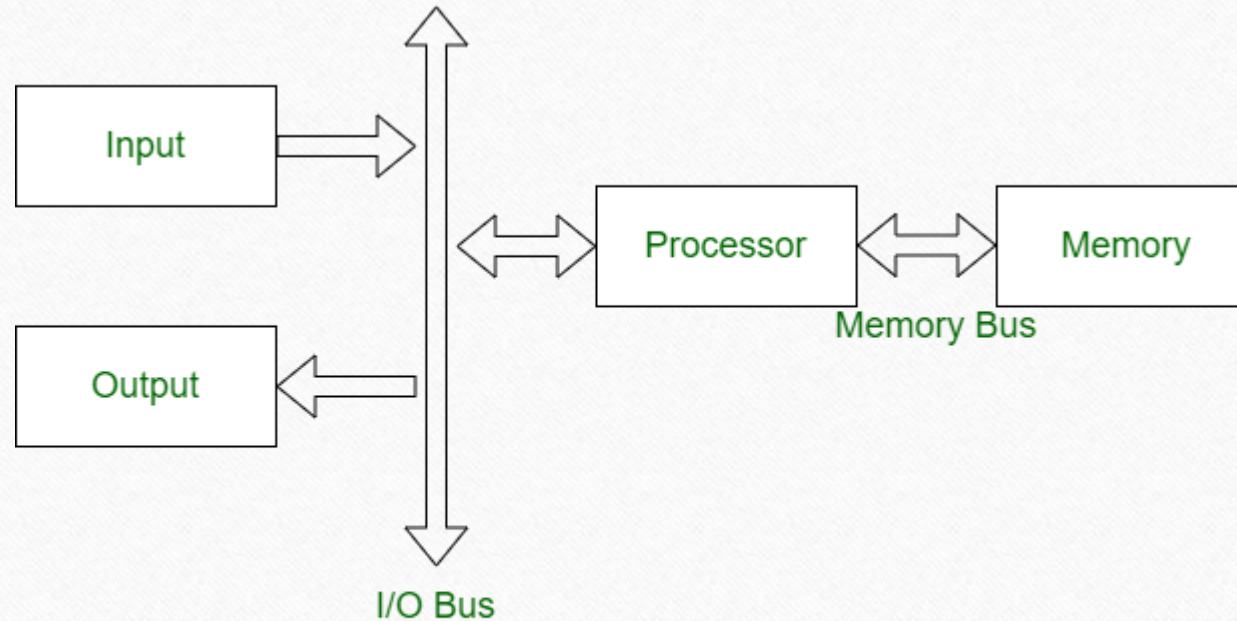 Input
Processor
Memory
Memory Bus
Output
I/O Bus